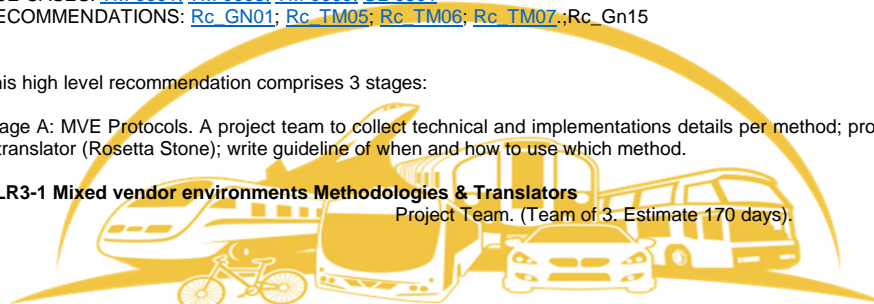 ECOMMENDATIONS: Rc_GN01; Rc_TM05; Rc_TM06; Rc_TM07.;Rc_Gn15
his high level recommendation comprises 3 stages:
age A: MVE Protocols. A project team to collect technical and implementations details per method; pro
translator (Rosetta Stone); write guideline of when and how to use which method.
LR3-1 Mixed vendor environments Methodologies & Translators
Project Team. (Team of 3. Estimate 170 days).